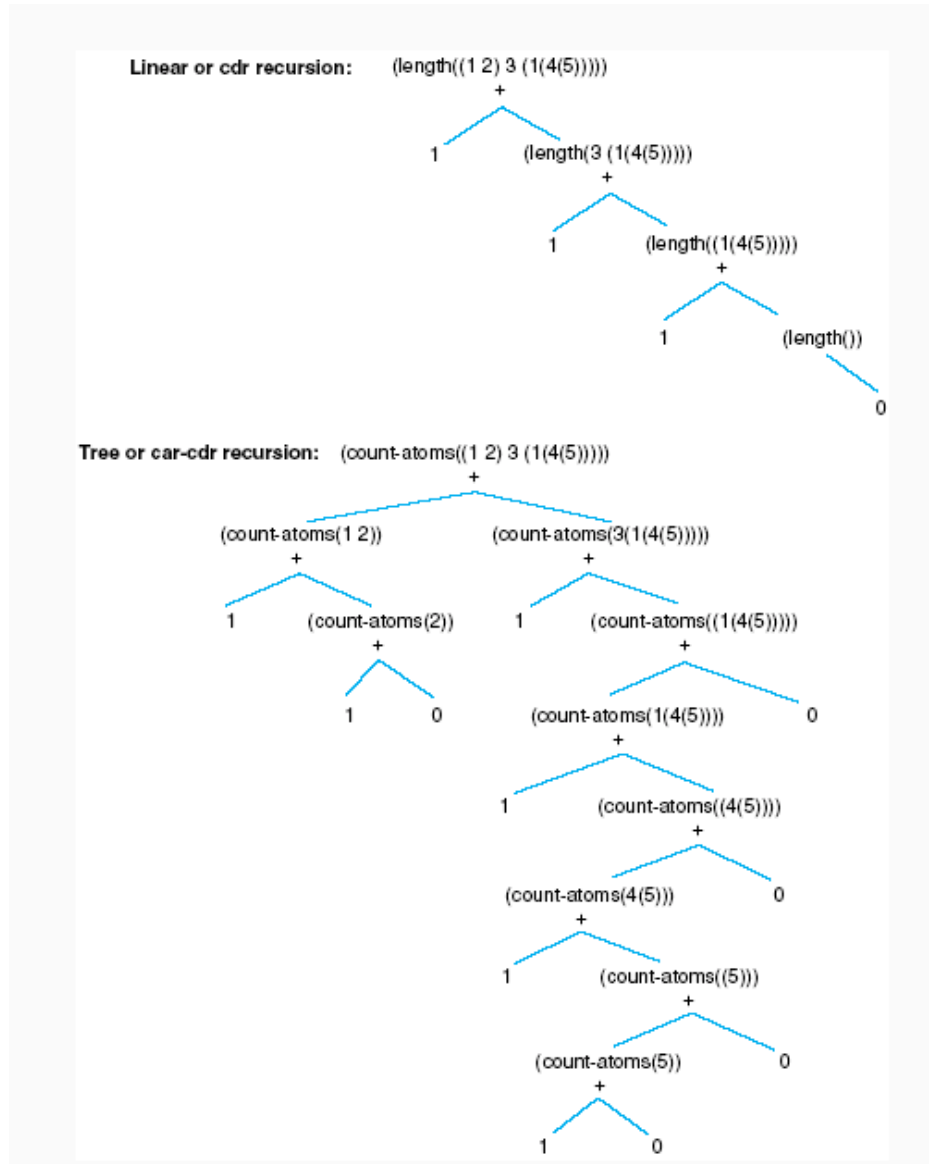 Linear or cdr recursion: (length((1 2) 3 (1(4(5)))))
+
1 (length(3 (1(4(5)))))
+
1 (length((1(4(5)))))
+
1 (length())
0
Tree or car-cdr recursion: (count-atoms((1 2) 3 (1(4(5)))))
+
(count-atoms(1 2)) (count-atoms(3(1(4(5)))))
+ +
1 (count-atoms(2)) 1 (count-atoms((1(4(5)))))
+ +
1 0 (count-atoms(1(4(5)))) 0
+
1 (count-atoms((4(5))))
+
(count-atoms(4(5))) 0
+
1 (count-atoms((5)))
+
(count-atoms(5)) 0
+
1 0